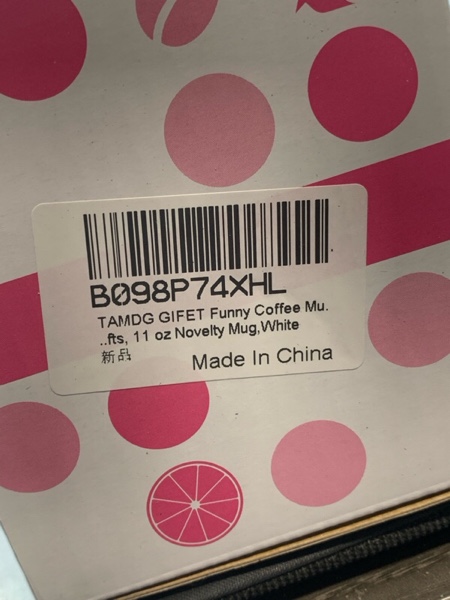 B098P74XHL
TAMDG GIFET Funny Coffee Mu.
..fts, 11 oz Novelty Mug,White
新品
Made In China